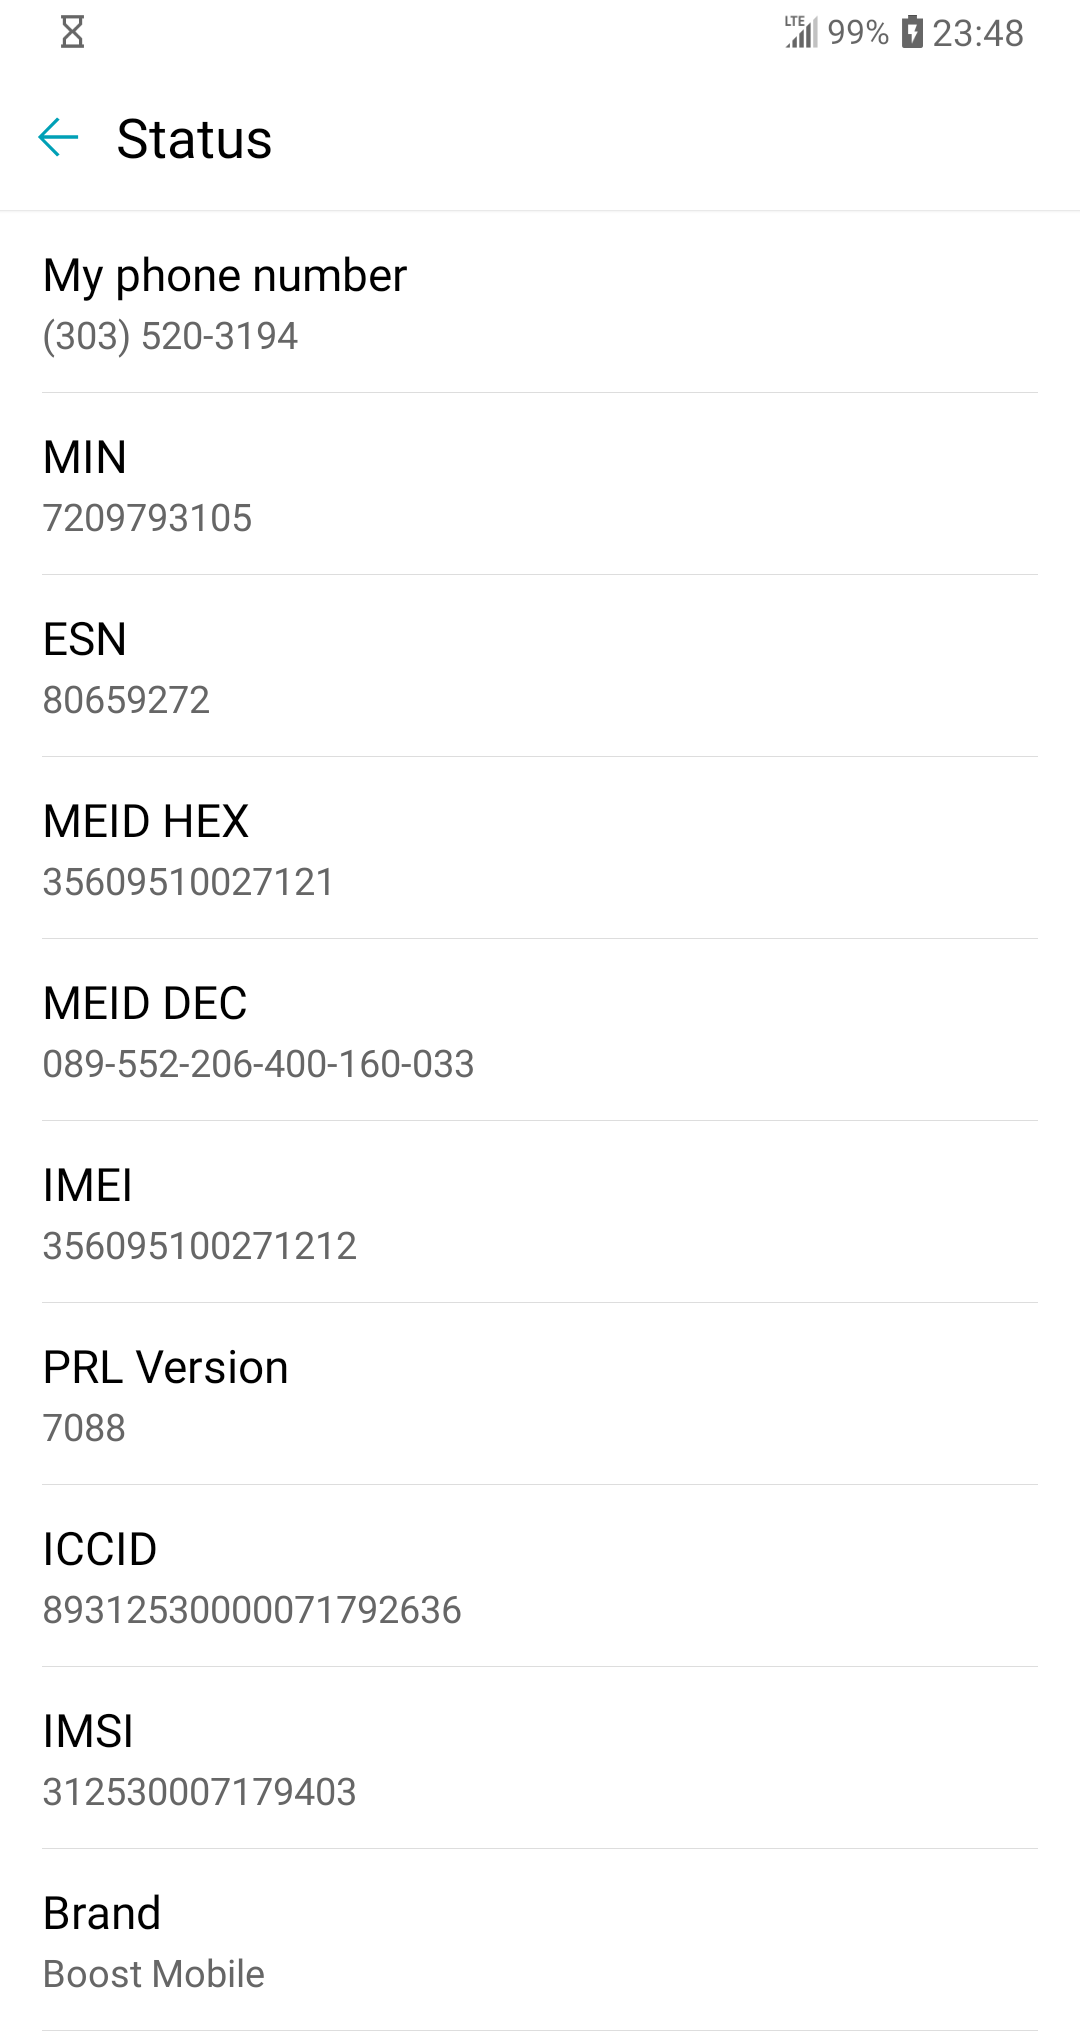 LTE 99% 23:48
Status
My phone number
(303) 520-3194
MIN
7209793105
ESN
80659272
MEID HEX
35609510027121
MEID DEC
089-552-206-400-160-033
IMEI
356095100271212
PRL Version
7088
ICCID
89312530000071792636
IMSI
312530007179403
Brand
Boost Mobile